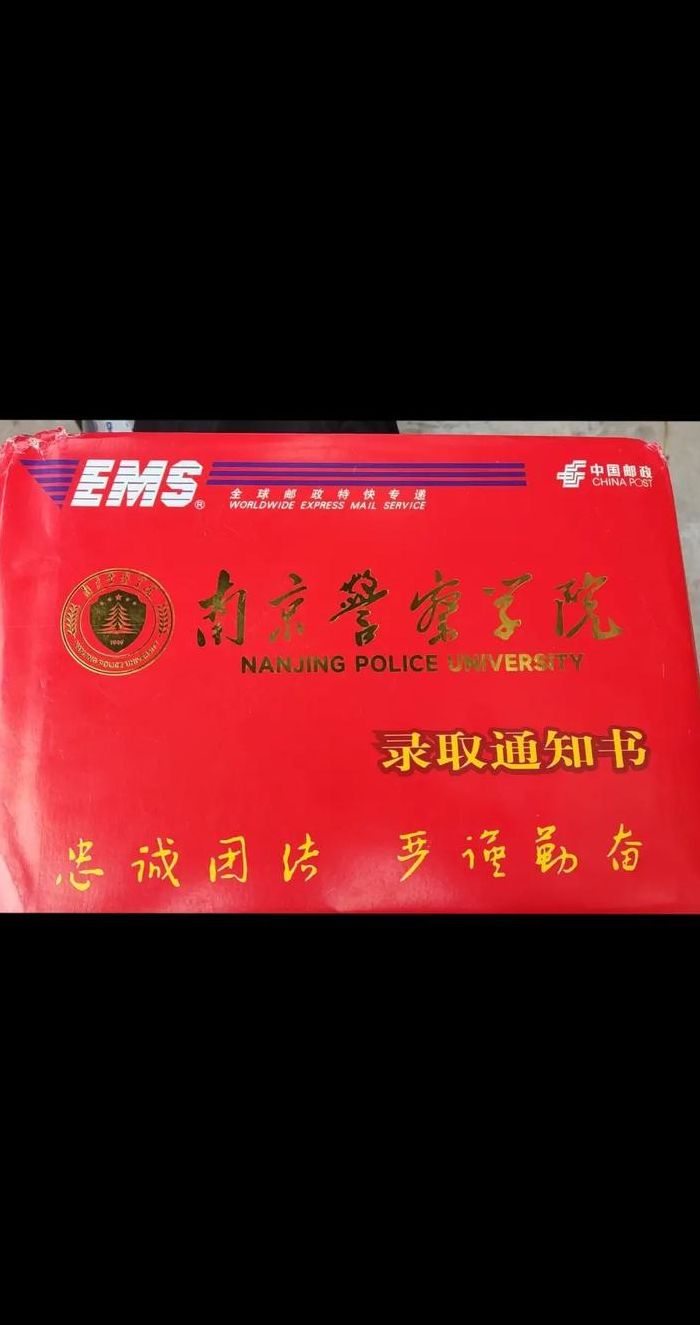 EMS®
全球邮政特快专递
WORLDWIDE EXPRESS MAIL SERVICE
中国邮政
CHINA POST
南京警察学院
NANJING POLICE UNIVERSITY
录取通知书
忠诚团结 严谨勤奋